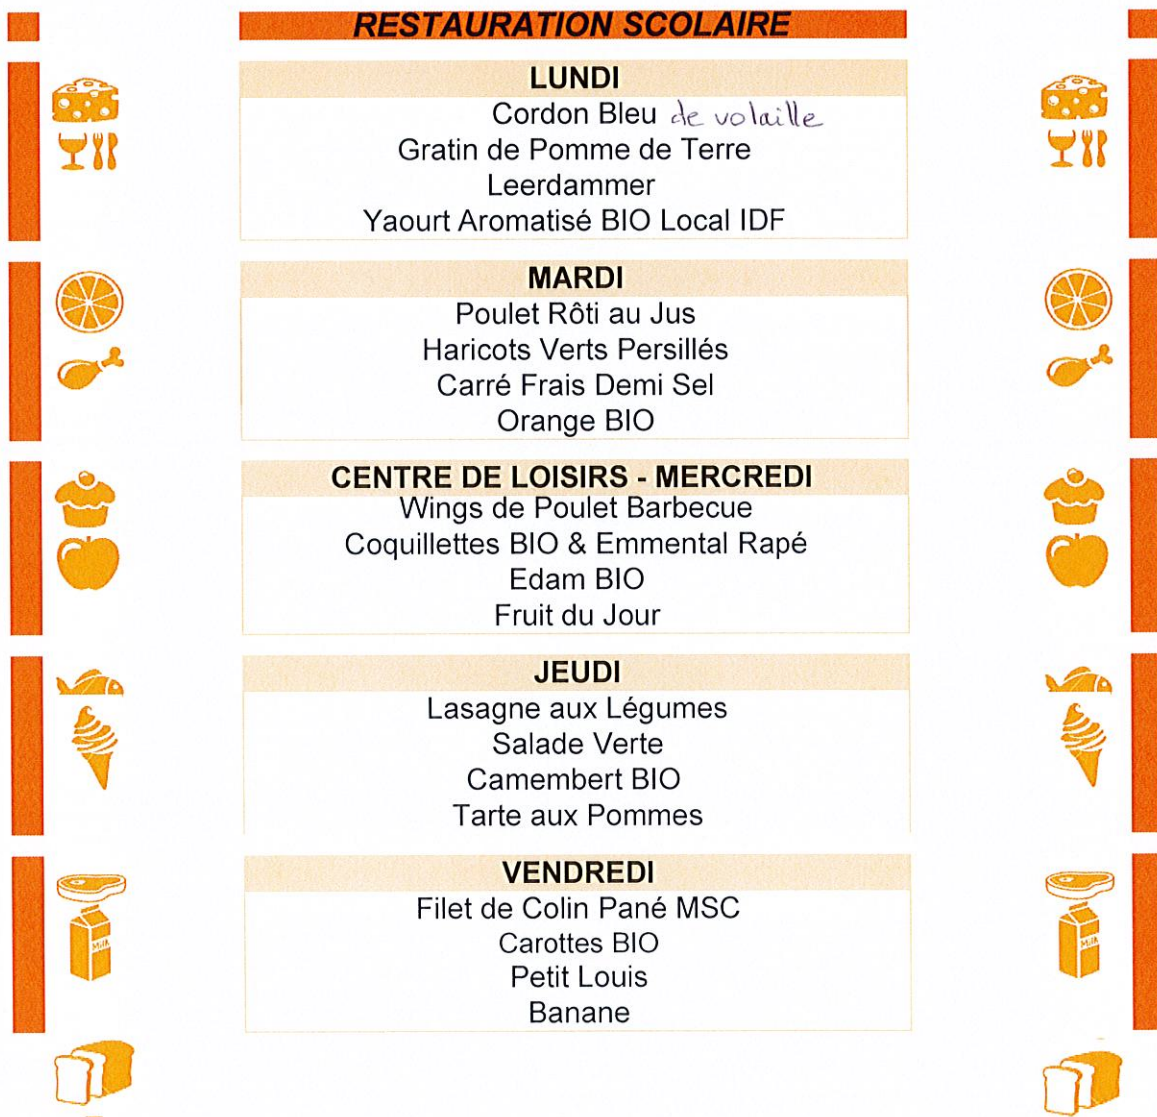 RESTAURATION SCOLAIRE
LUNDI
Cordon Bleu de volaille
Gratin de Pomme de Terre
Leerdammer
Yaourt Aromatisé BIO Local IDF
MARDI
Poulet Rôti au Jus
Haricots Verts Persillés
Carré Frais Demi Sel
Orange BIO
CENTRE DE LOISIRS - MERCREDI
Wings de Poulet Barbecue
Coquillettes BIO & Emmental Rapé
Edam BIO
Fruit du Jour
JEUDI
Lasagne aux Légumes
Salade Verte
Camembert BIO
Tarte aux Pommes
VENDREDI
Filet de Colin Pané MSC
Carottes BIO
Petit Louis
Banane
MilK
MilK